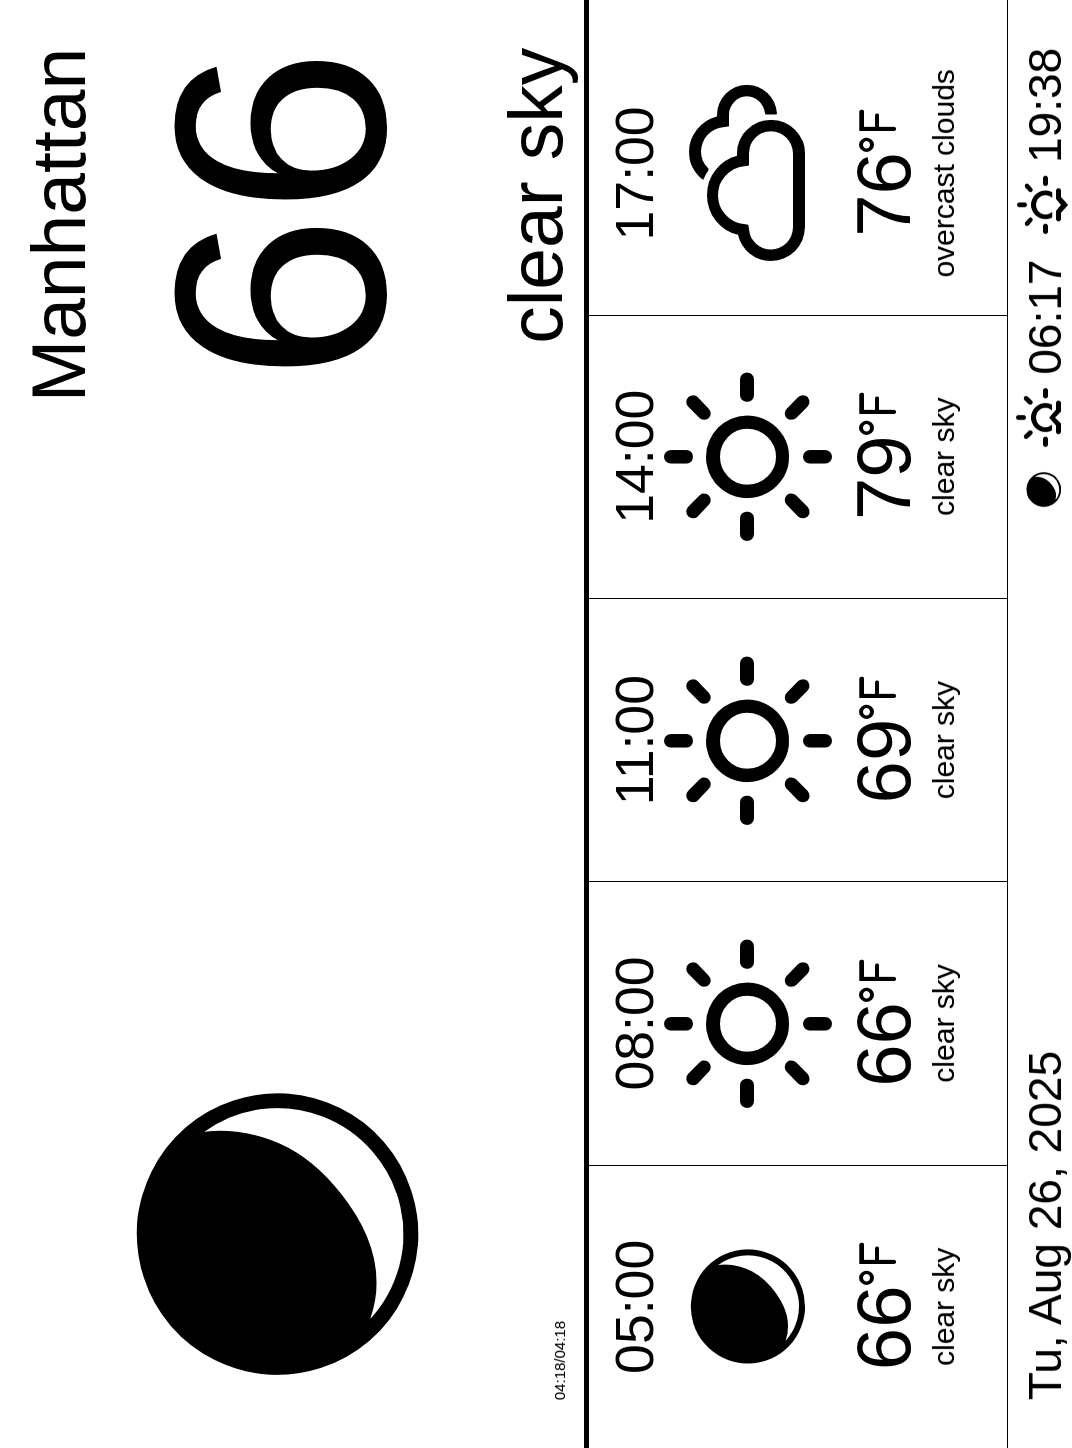 Manhattan
66
04:18/04:18 clear sky
05:00 08:00 11:00 14:00 17:00
66°F 66°F 69°F 79°F 76°F
clear sky clear sky clear sky clear sky overcast clouds
Tu, Aug 26, 2025 06:17 19:38